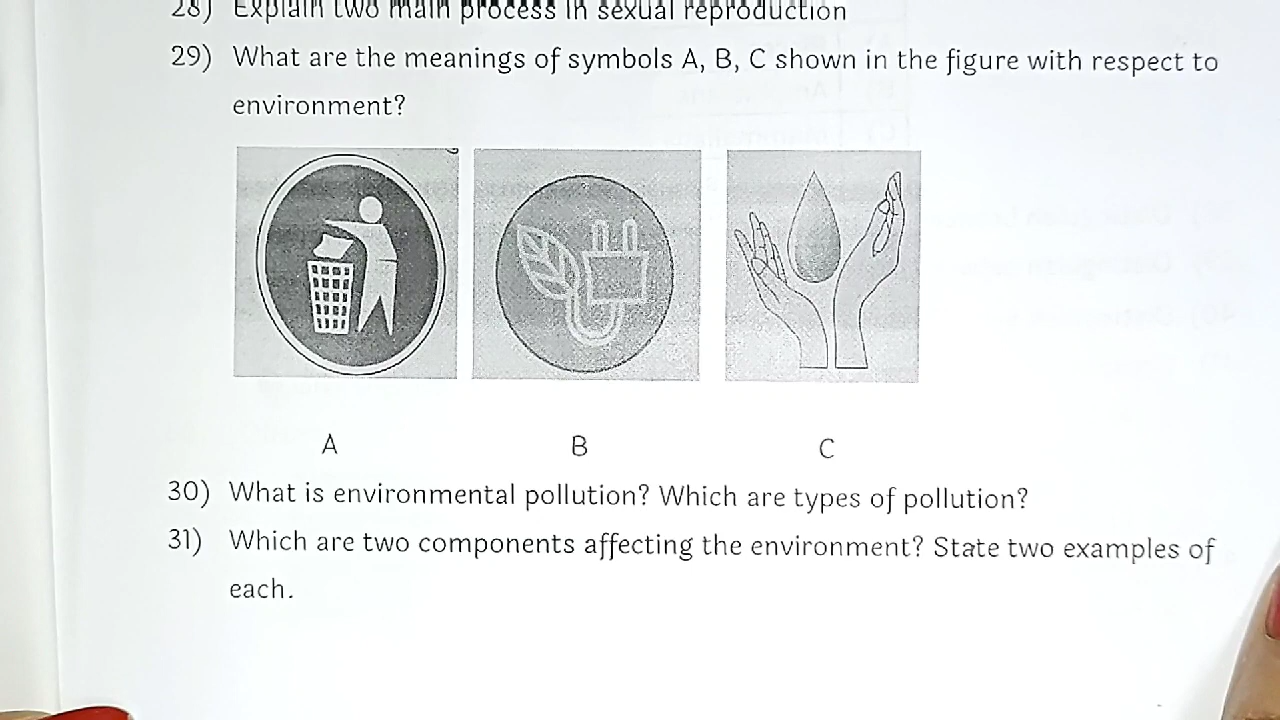 28) Explain two main process in sexual reproduction
29) What are the meanings of symbols A, B, C shown in the figure with respect to
environment?
A B C
30) What is environmental pollution? Which are types of pollution?
31) Which are two components affecting the environment? State two examples of
each.